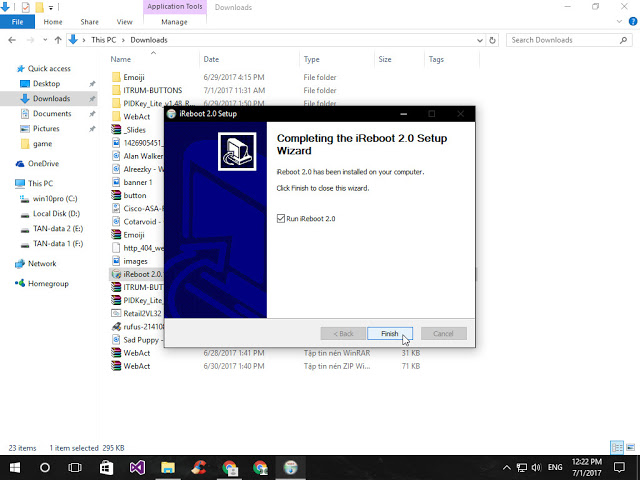 Application Tools
Downloads
File
Home
Share
View
Manage
This PC
Downloads
Search Downloads
Name
Date
Type
Size
Tags
Quick access
Desktop
Downloads
Documents
Pictures
game
OneDrive
This PC
win10pro (C:)
Local Disk (D:)
TAN-data 2 (E:)
TAN-data 1 (F:)
Network
Homegroup
Emoji
6/29/2017 4:15 PM
File folder
ITRUM-BUTTONS
7/1/2017 11:31 AM
File folder
PIDKey_Lite_v1.48_R...
6/29/2017 1:50 PM
File folder
WebAct
_Slides
1426905451_
Alan Walker
Alreezky - W
banner 1
button
Cisco-ASA-F
Cotarvoid - G
Emoji
http_404_we
images
iReboot 2.0.
ITRUM-BUTT
PIDKey_Lite_
Retail2VL32
rufus-214108
Sad Puppy -
WebAct
6/28/2017 1:41 PM
Tập tin nén WinRAR
31 KB
WebAct
6/30/2017 1:40 PM
Tập tin nén ZIP Wi...
71 KB
iReboot 2.0 Setup
Completing the iReboot 2.0 Setup
Wizard
iReboot 2.0 has been installed on your computer.
Click Finish to close this wizard.
Run iReboot 2.0
< Back
Finish
Cancel
23 items
1 item selected 295 KB
ENG
12:22 PM
7/1/2017